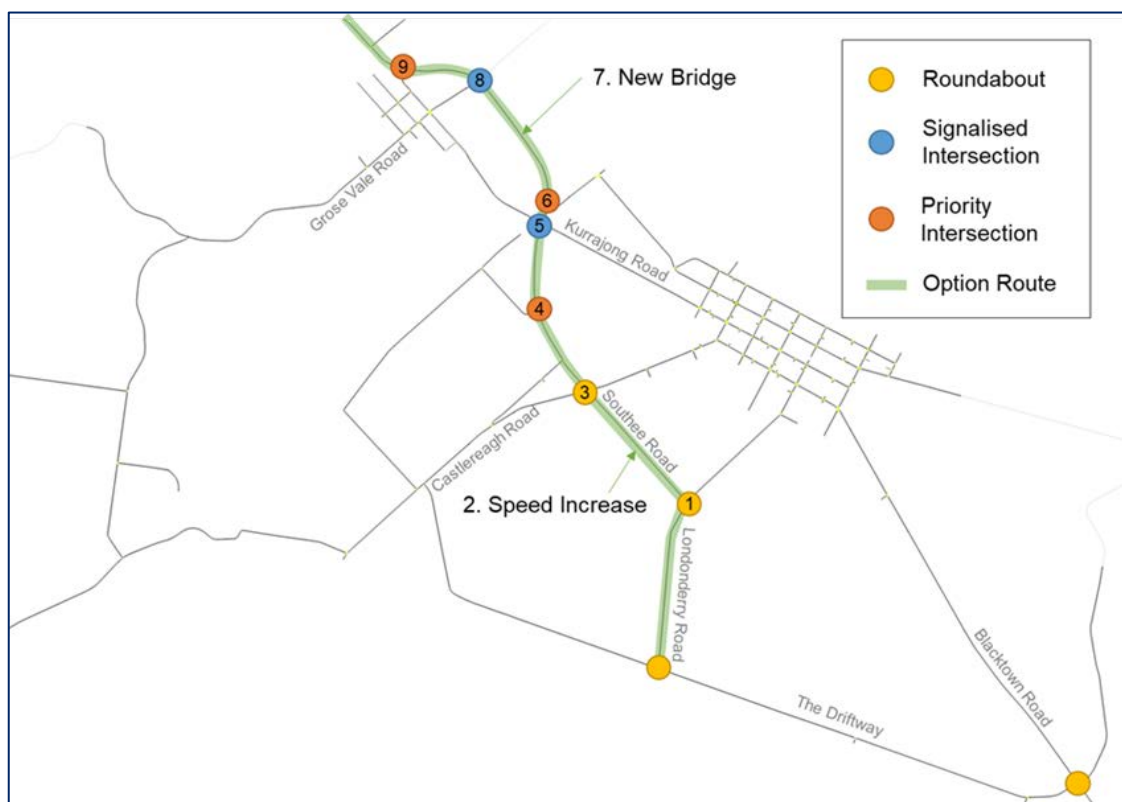 9
8
7. New Bridge
Grose Vale Road
6
5
Kurrajong Road
4
3
Southee Road
Castlereagh Road
2. Speed Increase
1
Londonderry Road
Blacktown Road
The Driftway
Roundabout
Signalised
Intersection
Priority
Intersection
Option Route